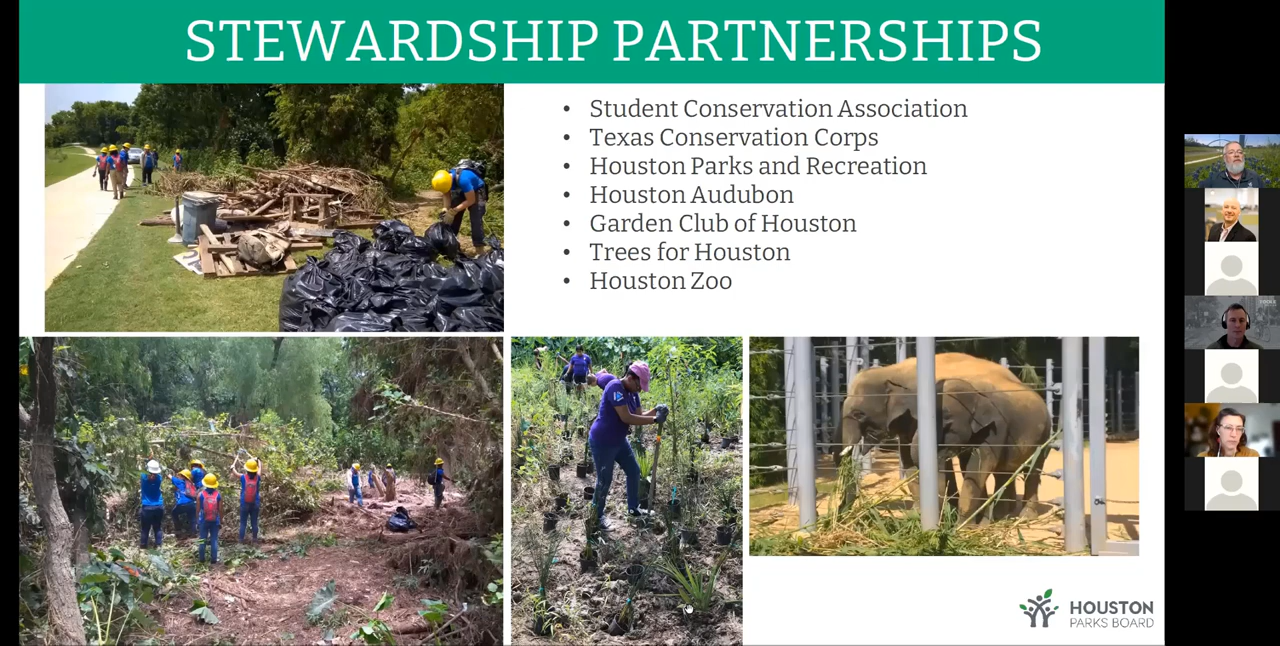 STEWARDSHIP PARTNERSHIPS
• Student Conservation Association
• Texas Conservation Corps
• Houston Parks and Recreation
• Houston Audubon
• Garden Club of Houston
• Trees for Houston
• Houston Zoo
HOUSTON
PARKS BOARD